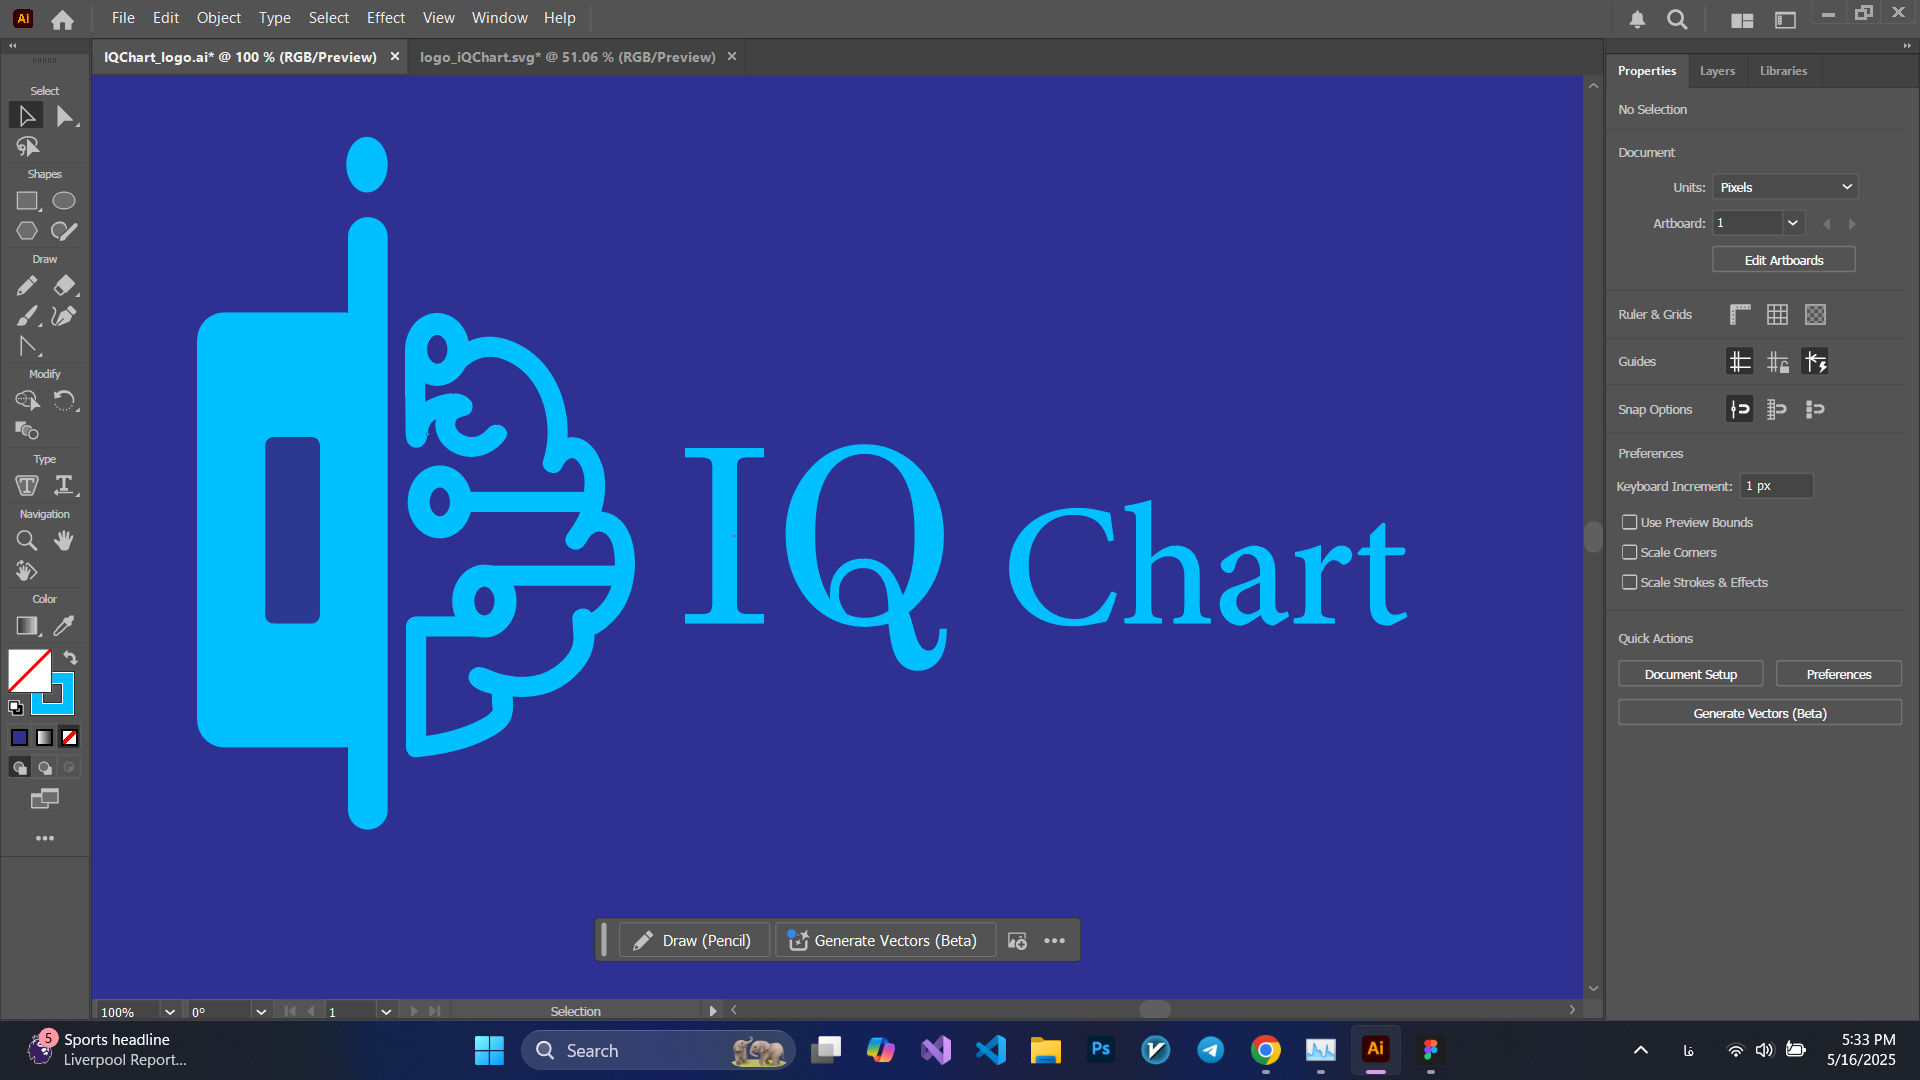 Ai File Edit Object Type Select Effect View Window Help
IQChart_logo.ai* @ 100 % (RGB/Preview) × logo_iQChart.svg* @ 51.06 % (RGB/Preview) ×
Select
Shapes
Draw
Modify
Type
Navigation
Color
IQ Chart
Draw (Pencil) Generate Vectors (Beta)
100% 0° 1 Selection
Properties Layers Libraries
No Selection
Document
Units: Pixels
Artboard: 1
Edit Artboards
Ruler & Grids
Guides
Snap Options
Preferences
Keyboard Increment: 1 px
Use Preview Bounds
Scale Corners
Scale Strokes & Effects
Quick Actions
Document Setup Preferences
Generate Vectors (Beta)
5 Sports headline
Liverpool Report...
Search
Ps
Ai
فا
5:33 PM
5/16/2025